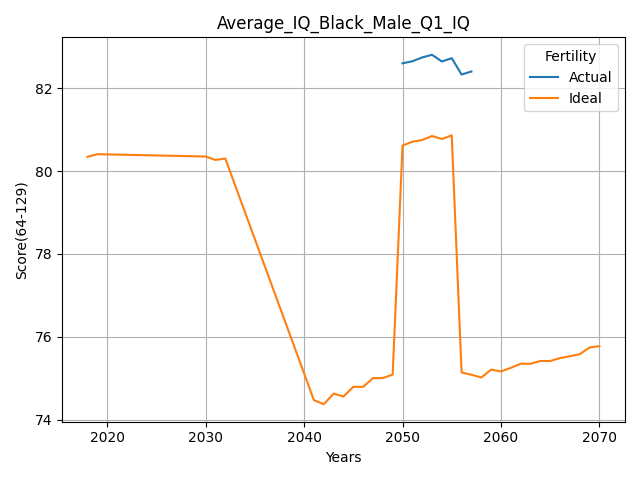 Average_IQ_Black_Male_Q1_IQ
Fertility
Actual
Ideal
Score(64-129)
82
80
78
76
74
2020
2030
2040
2050
2060
2070
Years